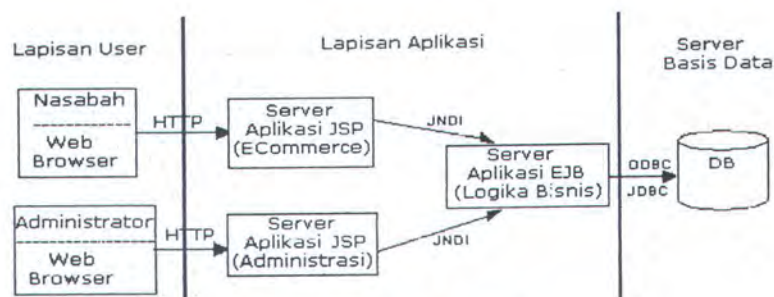 Lapisan User
Lapisan Aplikasi
Server
Basis Data
Nasabah
Web
Browser
HTTP
Server
Aplikasi JSP
(ECommerce)
JNDI
Server
Aplikasi EJB
(Logika Bisnis)
ODBC
JDBC
DB
Administrator
Web
Browser
HTTP
Server
Aplikasi JSP
(Administrasi)
JNDI